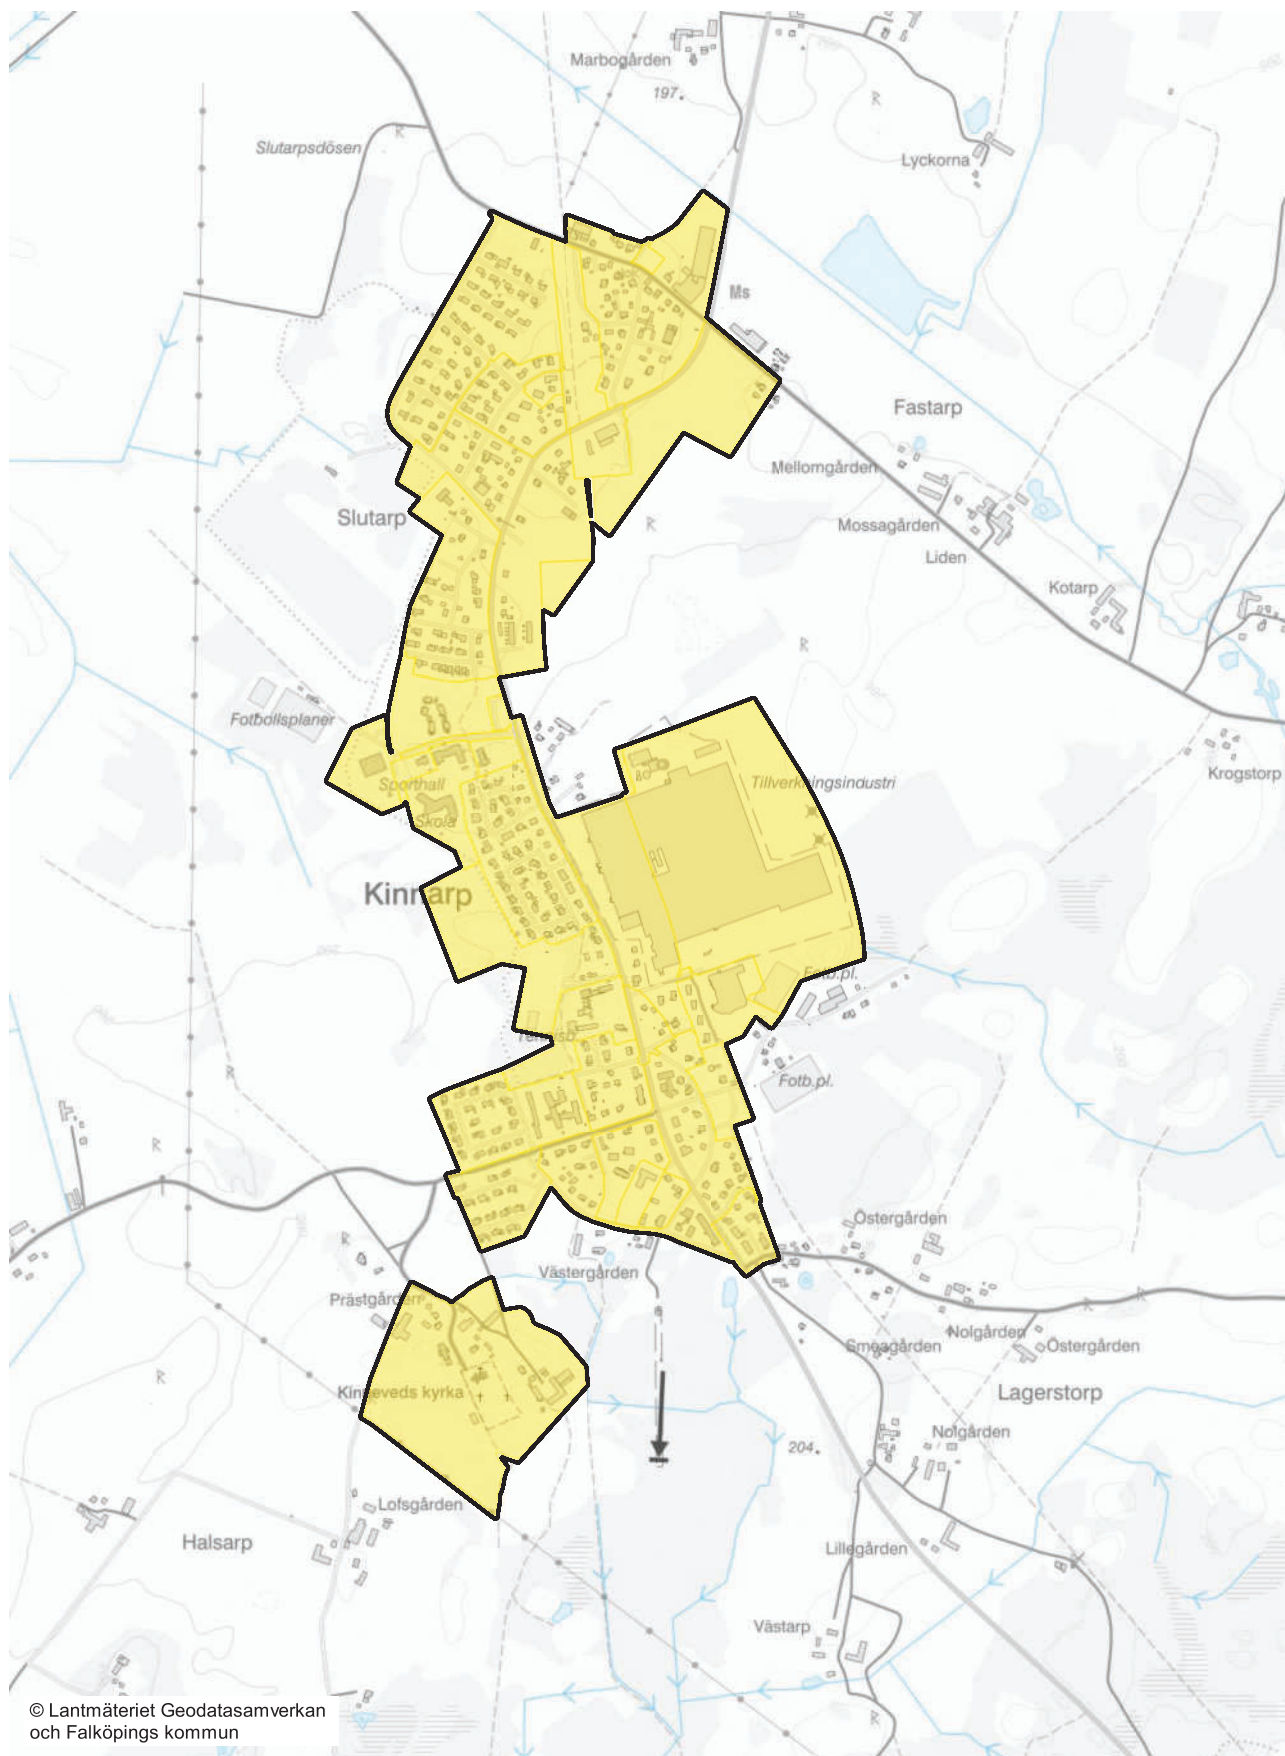 Marbogården
197.
Slutarpsdösen
R
R
Lyckorna
Ms
Fastarp
Mellomgården
Slutarp
R
Mossagården
Liden
Kotarp
R
Fotbollsplaner
Krogstorp
Sporthall
Tillverkningsindustri
Skola
Kinnarp
Fotb.pl.
Fotb.pl.
R
R
Östergården
R
Västergården
Prästgården
R
R
Nolgården
Smeagården
Östergården
R
Kinneveds kyrka
Lagerstorp
Nolgården
204.
Lofsgården
Halsarp
Lillegården
Västarp
R
R
© Lantmäteriet Geodatasamverkan
och Falköpings kommun